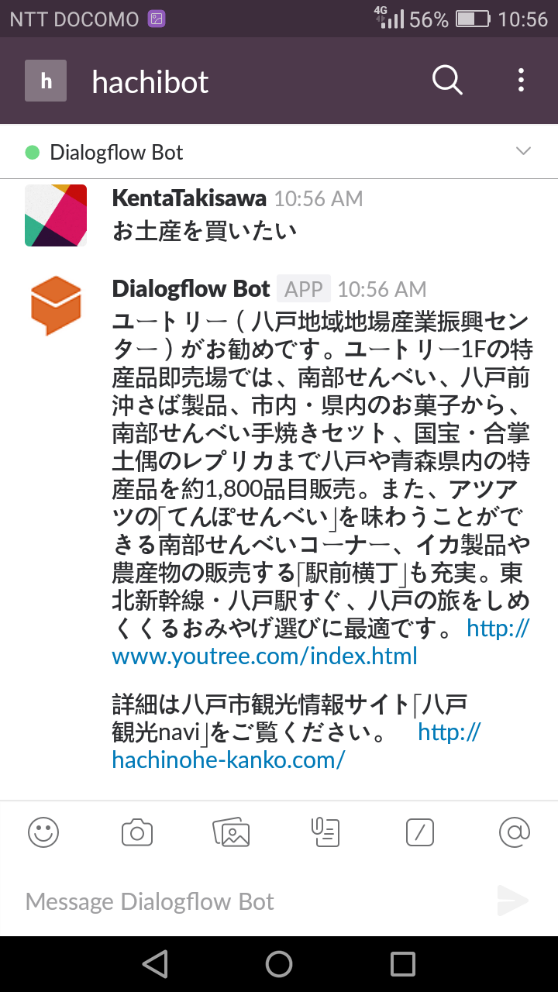 NTT DOCOMO 4G 56% 10:56
h hachibot
Dialogflow Bot
KentaTakisawa 10:56 AM
お土産を買いたい
Dialogflow Bot APP 10:56 AM
ユートリー（八戸地域地場産業振興セン
ター）がお勧めです。ユートリー1Fの特
産品即売場では、南部せんべい、八戸前
沖さば製品、市内・県内のお菓子から、
南部せんべい手焼きセット、国宝・合掌
土偶のレプリカまで八戸や青森県内の特
産品を約1,800品目販売。また、アツア
ツの｢てんぽせんべい｣を味わうことがで
きる南部せんべいコーナー、イカ製品や
農産物の販売する｢駅前横丁｣も充実。東
北新幹線・八戸駅すぐ、八戸の旅をしめ
くくるおみやげ選びに最適です。 http://
www.youtree.com/index.html
詳細は八戸市観光情報サイト｢八戸
観光navi｣をご覧ください。　http://
hachinohe-kanko.com/
Message Dialogflow Bot